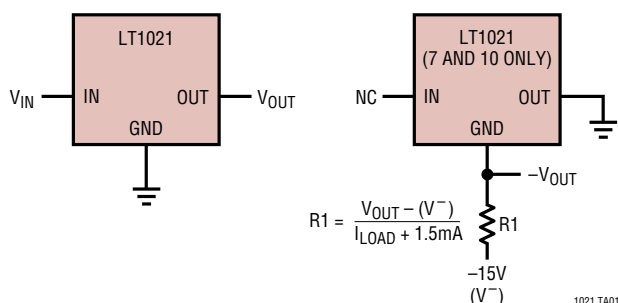 LT1021
V_IN IN OUT V_OUT
GND
LT1021
(7 AND 10 ONLY)
NC IN OUT
GND
–V_OUT
R1 = V_OUT – (V⁻) / I_LOAD + 1.5mA
R1
–15V
(V⁻)
1021 TA01